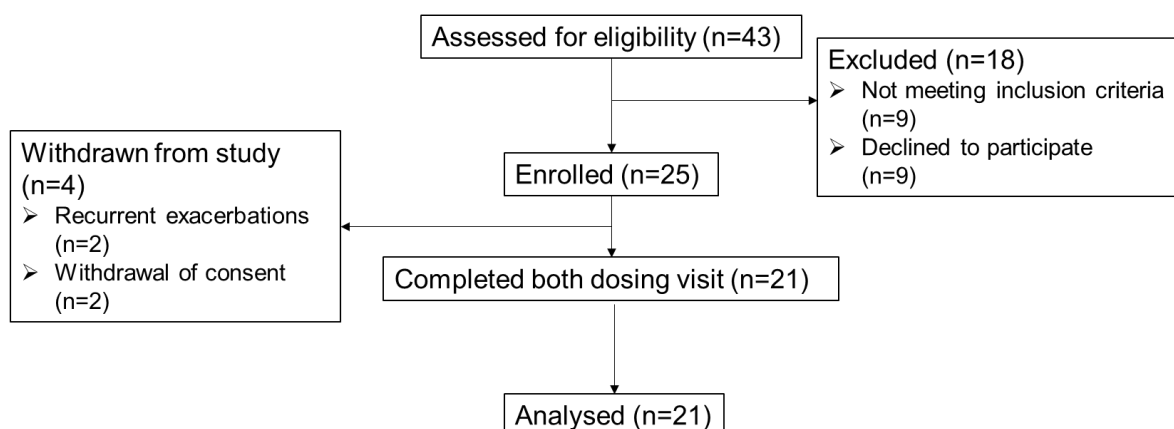 Assessed for eligibility (n=43)
Excluded (n=18)
➢ Not meeting inclusion criteria
(n=9)
➢ Declined to participate
(n=9)
Enrolled (n=25)
Withdrawn from study
(n=4)
➢ Recurrent exacerbations
(n=2)
➢ Withdrawal of consent
(n=2)
Completed both dosing visit (n=21)
Analysed (n=21)